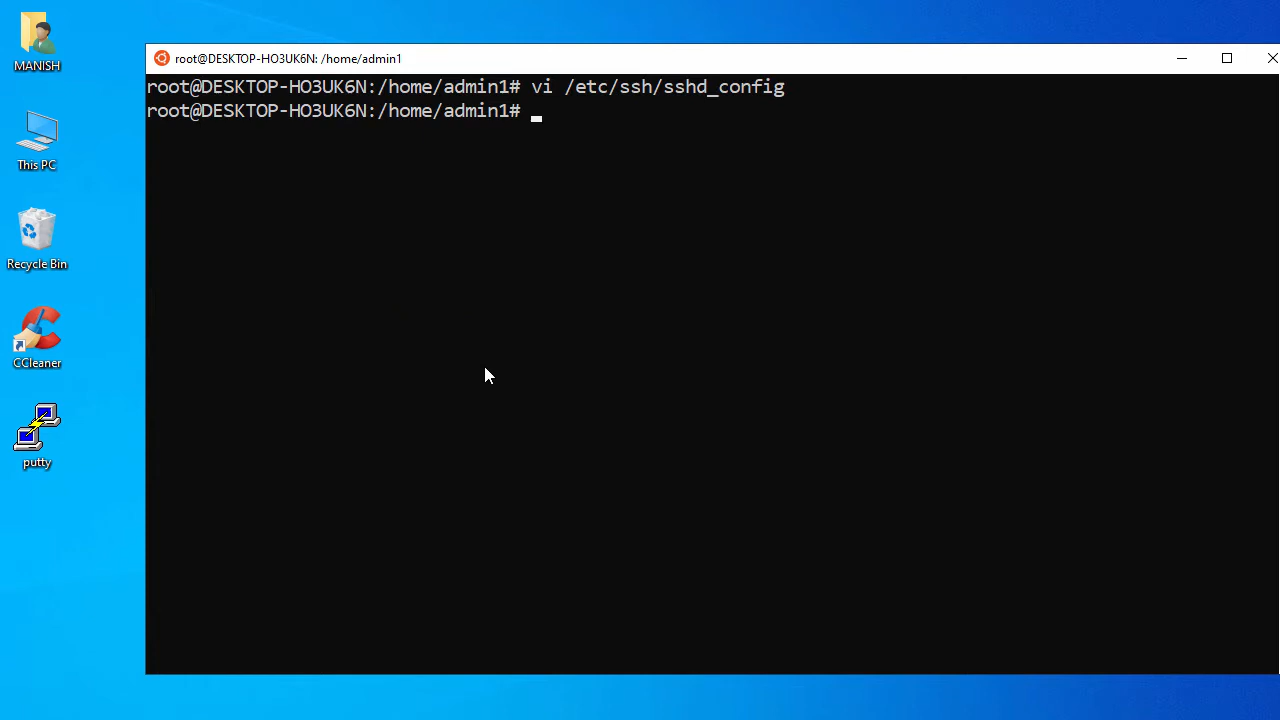 MANISH
This PC
Recycle Bin
CCleaner
putty
root@DESKTOP-HO3UK6N: /home/admin1
root@DESKTOP-HO3UK6N:/home/admin1# vi /etc/ssh/sshd_config
root@DESKTOP-HO3UK6N:/home/admin1#